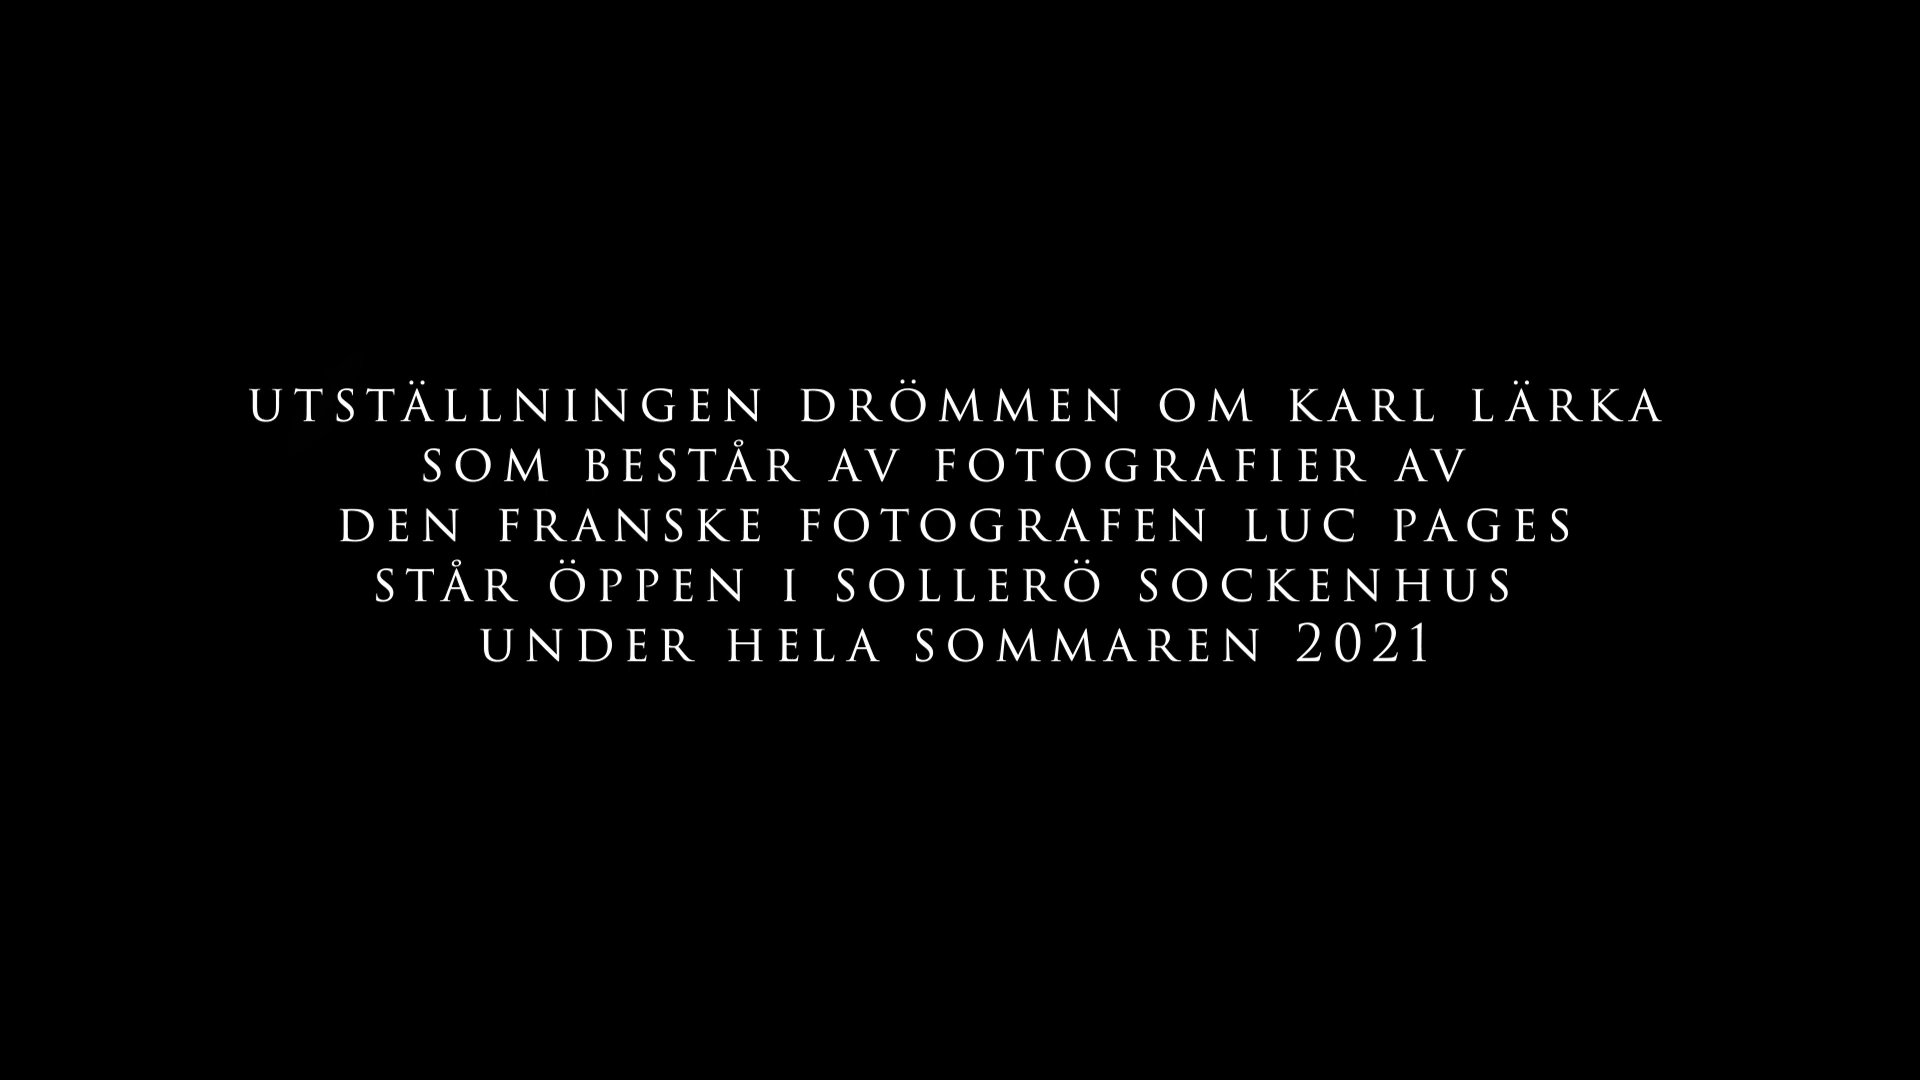 UTSTÄLLNINGEN DRÖMMEN OM KARL LÄRKA
SOM BESTÅR AV FOTOGRAFIER AV
DEN FRANSKE FOTOGRAFEN LUC PAGES
STÅR ÖPPEN I SOLLERÖ SOCKENHUS
UNDER HELA SOMMAREN 2021